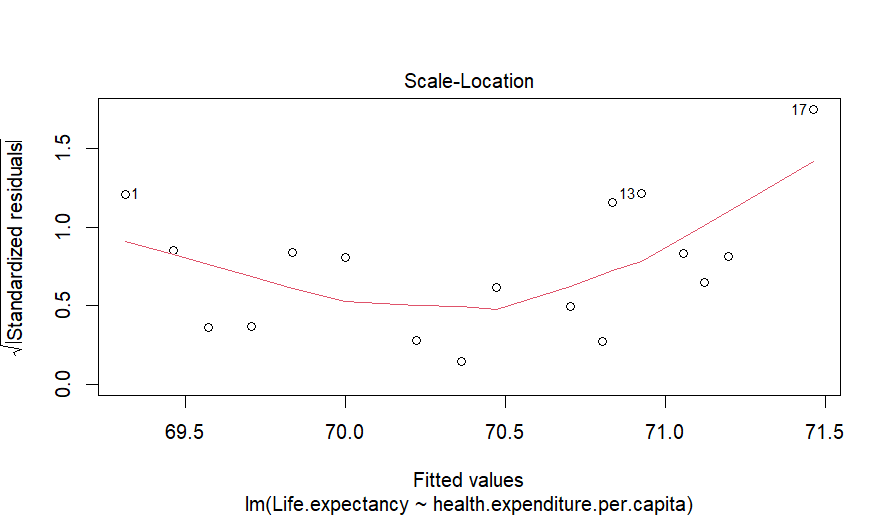 Scale-Location
√|Standardized residuals|
1.5
1.0
0.5
0.0
1
13
17
69.5 70.0 70.5 71.0 71.5
Fitted values
lm(Life.expectancy ~ health.expenditure.per.capita)